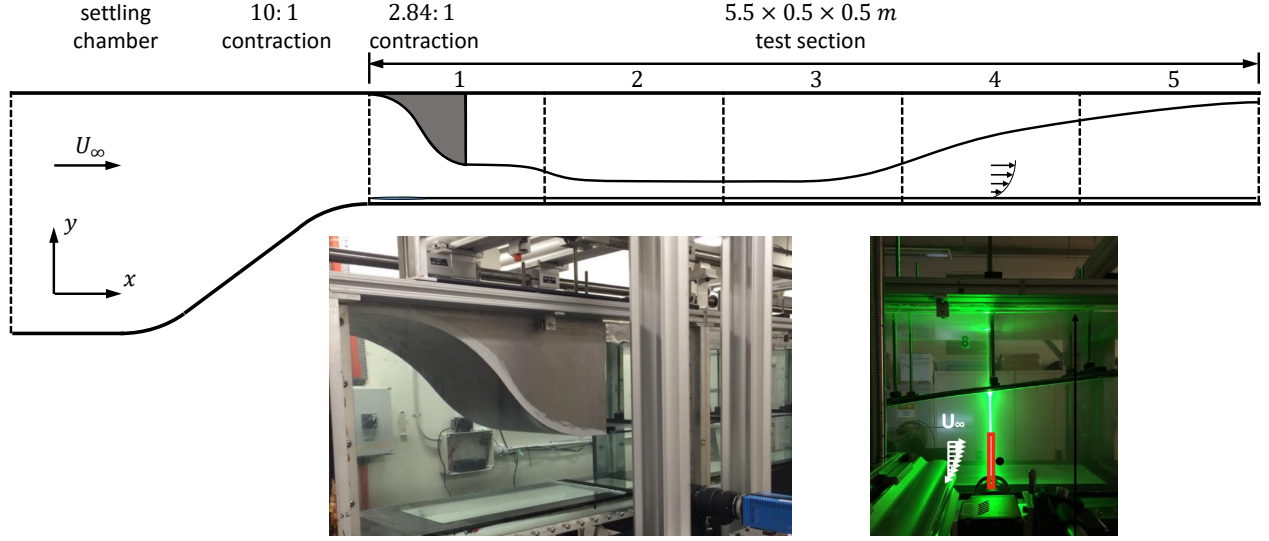 settling
chamber
10: 1
contraction
2.84: 1
contraction
5.5 × 0.5 × 0.5 m
test section
1
2
3
4
5
U∞
y
x
U∞
8